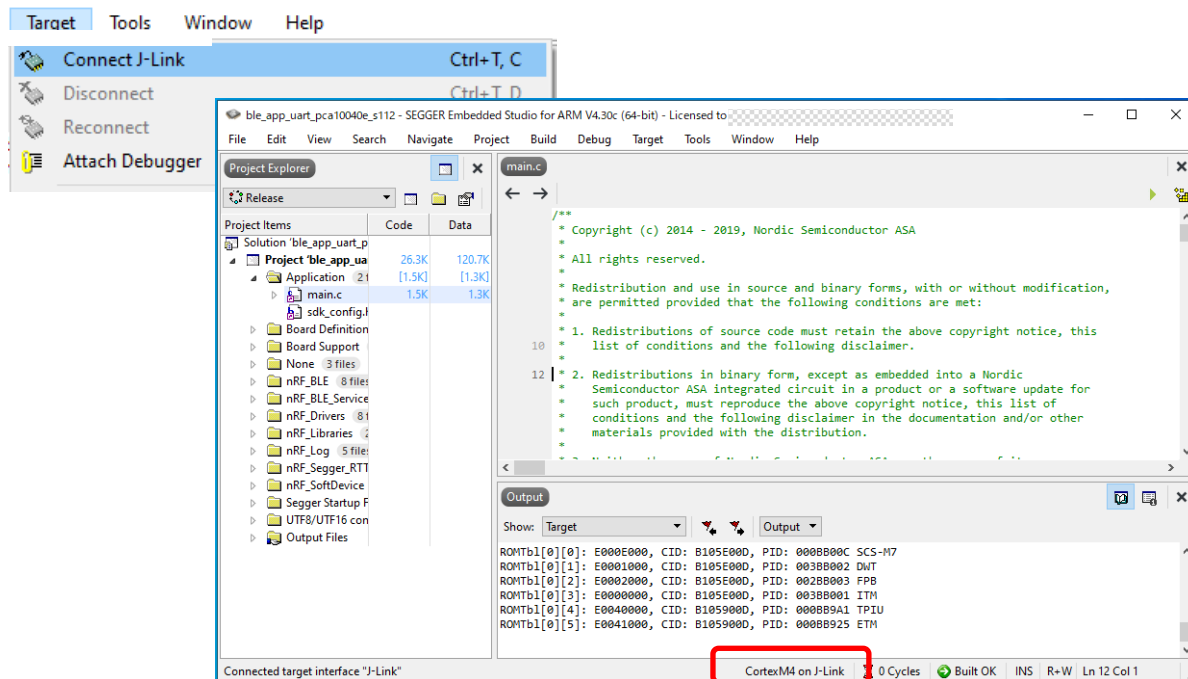 Target Tools Window Help
Connect J-Link Ctrl+T, C
Disconnect Ctrl+T, D
Reconnect
Attach Debugger
ble_app_uart_pca10040e_s112 - SEGGER Embedded Studio for ARM V4.30c (64-bit) - Licensed to
File Edit View Search Navigate Project Build Debug Target Tools Window Help
Project Explorer
Release
Project Items Code Data
Solution 'ble_app_uart_p
Project 'ble_app_ua 26.3K 120.7K
Application 2 f [1.5K] [1.3K]
main.c 1.5K 1.3K
sdk_config.h
Board Definition
Board Support
None 3 files
nRF_BLE 8 files
nRF_BLE_Service
nRF_Drivers 8 f
nRF_Libraries 2
nRF_Log 5 files
nRF_Segger_RTT
nRF_SoftDevice
Segger Startup F
UTF8/UTF16 con
Output Files
main.c
/**
* Copyright (c) 2014 - 2019, Nordic Semiconductor ASA
*
* All rights reserved.
*
* Redistribution and use in source and binary forms, with or without modification,
* are permitted provided that the following conditions are met:
*
* 1. Redistributions of source code must retain the above copyright notice, this
10 * list of conditions and the following disclaimer.
*
12 * 2. Redistributions in binary form, except as embedded into a Nordic
* Semiconductor ASA integrated circuit in a product or a software update for
* such product, must reproduce the above copyright notice, this list of
* conditions and the following disclaimer in the documentation and/or other
* materials provided with the distribution.
*
Output
Show: Target Output
ROMTbl[0][0]: E000E000, CID: B105E00D, PID: 000BB00C SCS-M7
ROMTbl[0][1]: E0001000, CID: B105E00D, PID: 003BB002 DWT
ROMTbl[0][2]: E0002000, CID: B105E00D, PID: 002BB003 FPB
ROMTbl[0][3]: E0000000, CID: B105E00D, PID: 003BB001 ITM
ROMTbl[0][4]: E0040000, CID: B105900D, PID: 000BB9A1 TPIU
ROMTbl[0][5]: E0041000, CID: B105900D, PID: 000BB925 ETM
Connected target interface "J-Link" CortexM4 on J-Link 0 Cycles Built OK INS R+W Ln 12 Col 1